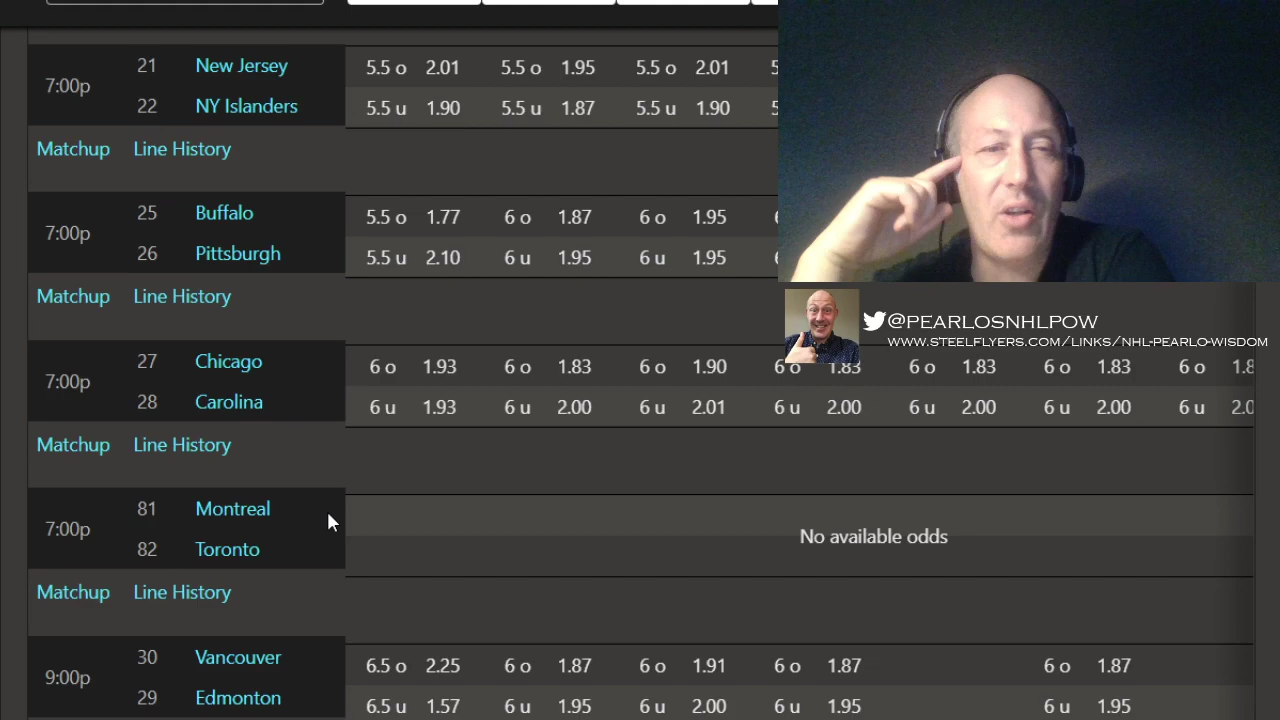 7:00p 21 New Jersey 5.5 o 2.01 5.5 o 1.95 5.5 o 2.01
22 NY Islanders 5.5 u 1.90 5.5 u 1.87 5.5 u 1.90
Matchup Line History
7:00p 25 Buffalo 5.5 o 1.77 6 o 1.87 6 o 1.95
26 Pittsburgh 5.5 u 2.10 6 u 1.95 6 u 1.95
Matchup Line History
@PEARLOSNHLPOW
WWW.STEELFLYERS.COM/LINKS/NHL-PEARLO-WISDOM
7:00p 27 Chicago 6 o 1.93 6 o 1.83 6 o 1.90 6 o 1.83 6 o 1.83 6 o 1.83 6 o
28 Carolina 6 u 1.93 6 u 2.00 6 u 2.01 6 u 2.00 6 u 2.00 6 u 2.00 6 u
Matchup Line History
7:00p 81 Montreal
82 Toronto
No available odds
Matchup Line History
9:00p 30 Vancouver 6.5 o 2.25 6 o 1.87 6 o 1.91 6 o 1.87 6 o 1.87
29 Edmonton 6.5 u 1.57 6 u 1.95 6 u 2.00 6 u 1.95 6 u 1.95